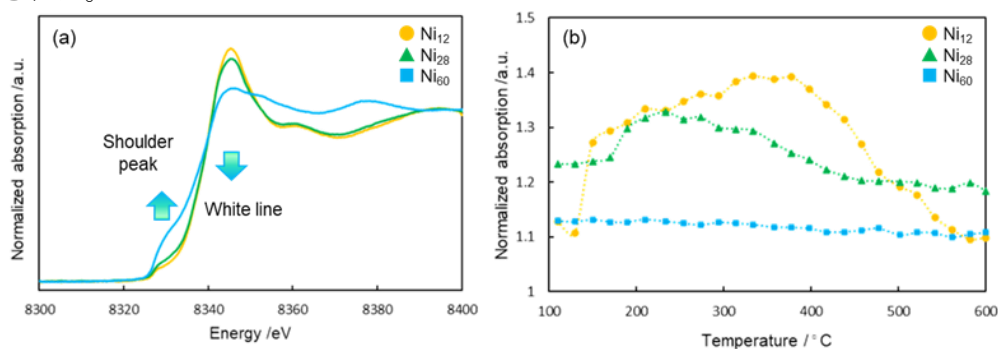 (a)
Ni12
Ni28
Ni60
Shoulder
peak
White line
Normalized absorption /a.u.
8300
8320
8340
8360
8380
8400
Energy /eV
(b)
Ni12
Ni28
Ni60
Normalized absorption /a.u.
1.5
1.4
1.3
1.2
1.1
1
100
200
300
400
500
600
Temperature / °C